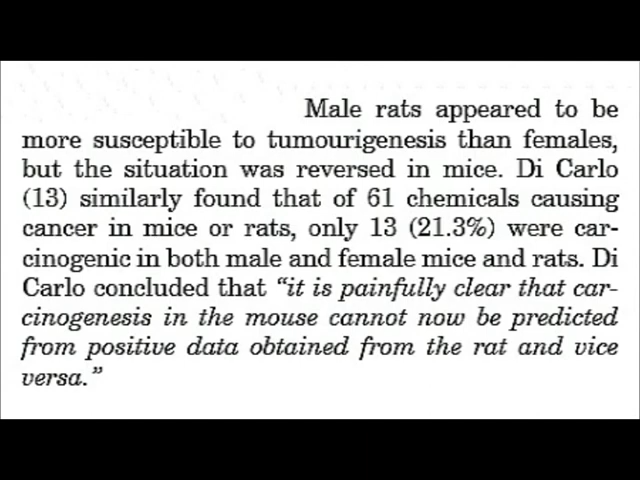 Male rats appeared to be
more susceptible to tumourigenesis than females,
but the situation was reversed in mice. Di Carlo
(13) similarly found that of 61 chemicals causing
cancer in mice or rats, only 13 (21.3%) were car-
cinogenic in both male and female mice and rats. Di
Carlo concluded that “it is painfully clear that car-
cinogenesis in the mouse cannot now be predicted
from positive data obtained from the rat and vice
versa.”